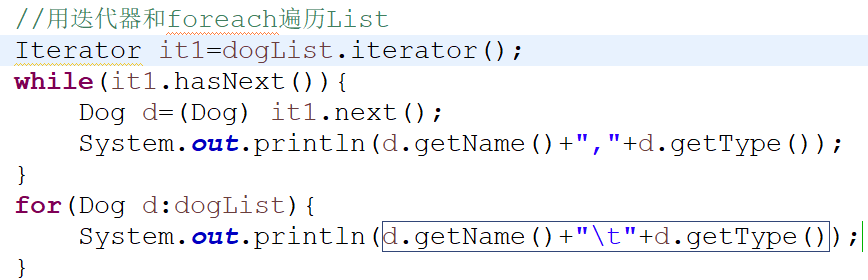 //用迭代器和foreach遍历List
Iterator it1=dogList.iterator();
while(it1.hasNext()){
    Dog d=(Dog) it1.next();
    System.out.println(d.getName()+","+d.getType());
}
for(Dog d:dogList){
    System.out.println(d.getName()+"\t"+d.getType());
}